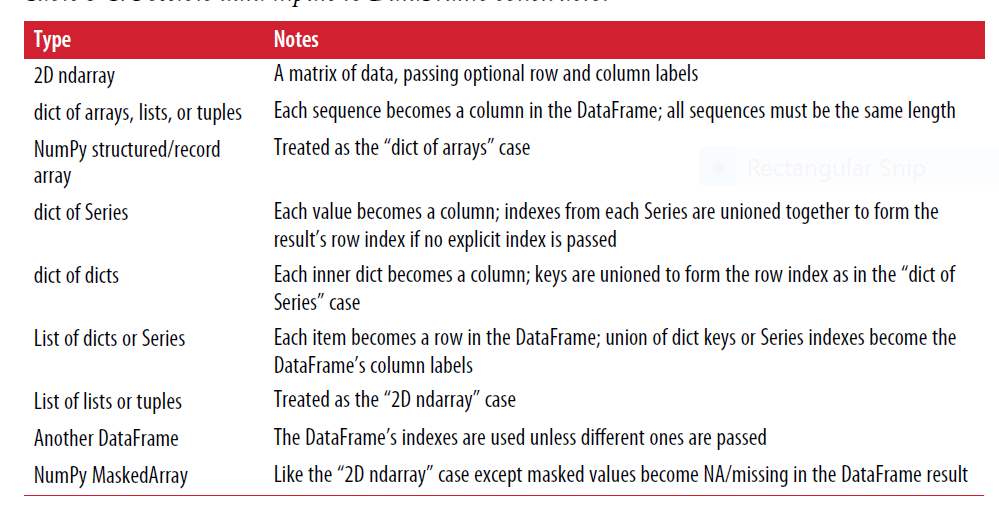 Type Notes
2D ndarray A matrix of data, passing optional row and column labels
dict of arrays, lists, or tuples Each sequence becomes a column in the DataFrame; all sequences must be the same length
NumPy structured/record Treated as the “dict of arrays” case
array
Rectangular Snip
dict of Series Each value becomes a column; indexes from each Series are unioned together to form the
result’s row index if no explicit index is passed
dict of dicts Each inner dict becomes a column; keys are unioned to form the row index as in the “dict of
Series” case
List of dicts or Series Each item becomes a row in the DataFrame; union of dict keys or Series indexes become the
DataFrame’s column labels
List of lists or tuples Treated as the “2D ndarray” case
Another DataFrame The DataFrame’s indexes are used unless different ones are passed
NumPy MaskedArray Like the “2D ndarray” case except masked values become NA/missing in the DataFrame result